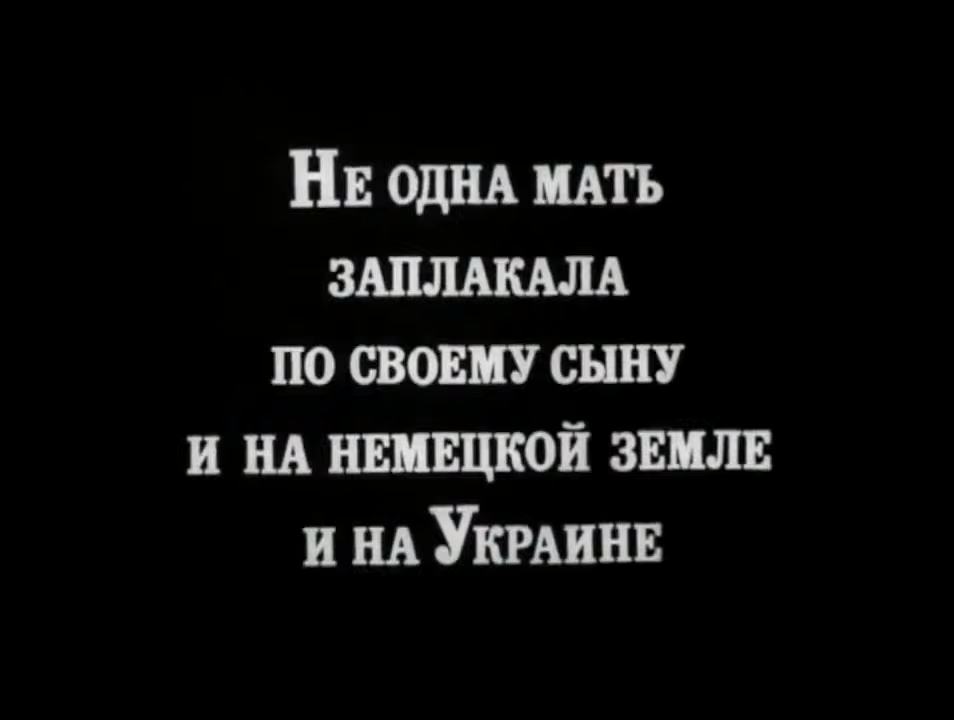 Не одна мать
заплакала
по своему сыну
и на немецкой земле
и на Украине